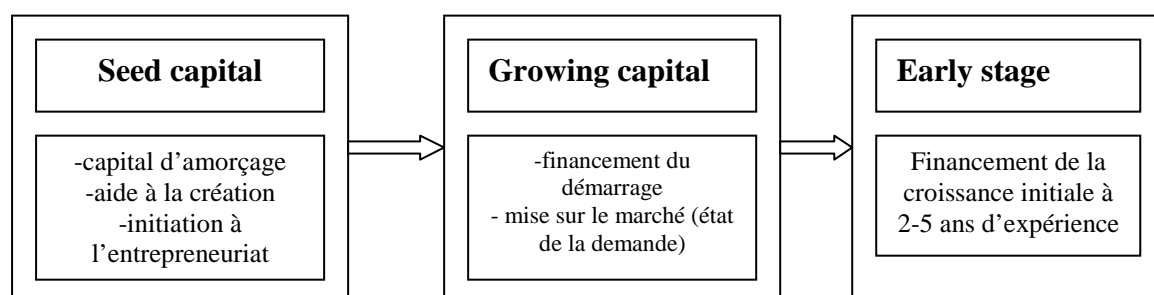 Seed capital
-capital d’amorçage
-aide à la création
-initiation à
l’entrepreneuriat
Growing capital
-financement du
démarrage
- mise sur le marché (état
de la demande)
Early stage
Financement de la
croissance initiale à
2-5 ans d’expérience